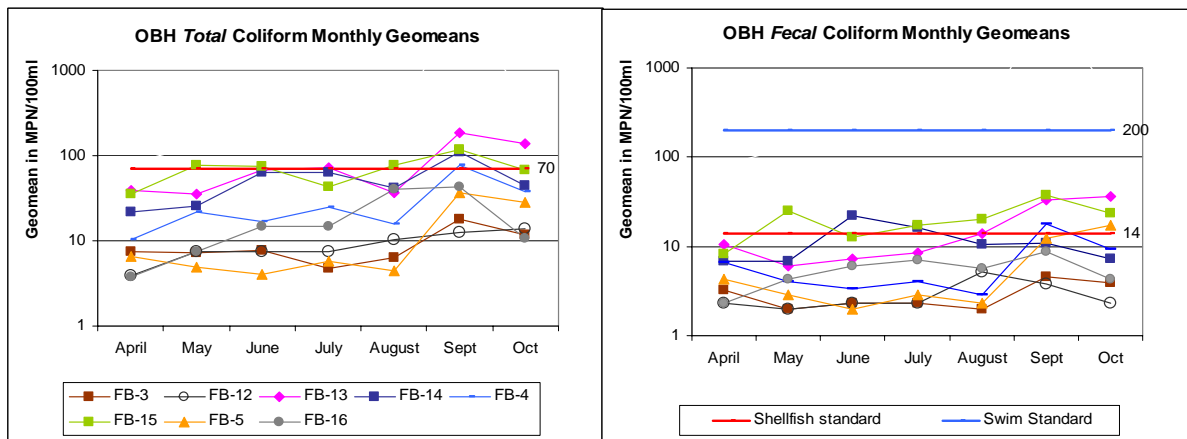 OBH Total Coliform Monthly Geomeans
Geomean in MPN/100ml
1000
100
10
1
70
April May June July August Sept Oct
FB-3 FB-12 FB-13 FB-14 FB-4
FB-15 FB-5 FB-16
OBH Fecal Coliform Monthly Geomeans
Geomean in MPN/100ml
1000
100
10
1
200
14
April May June July August Sept Oct
Shellfish standard Swim Standard